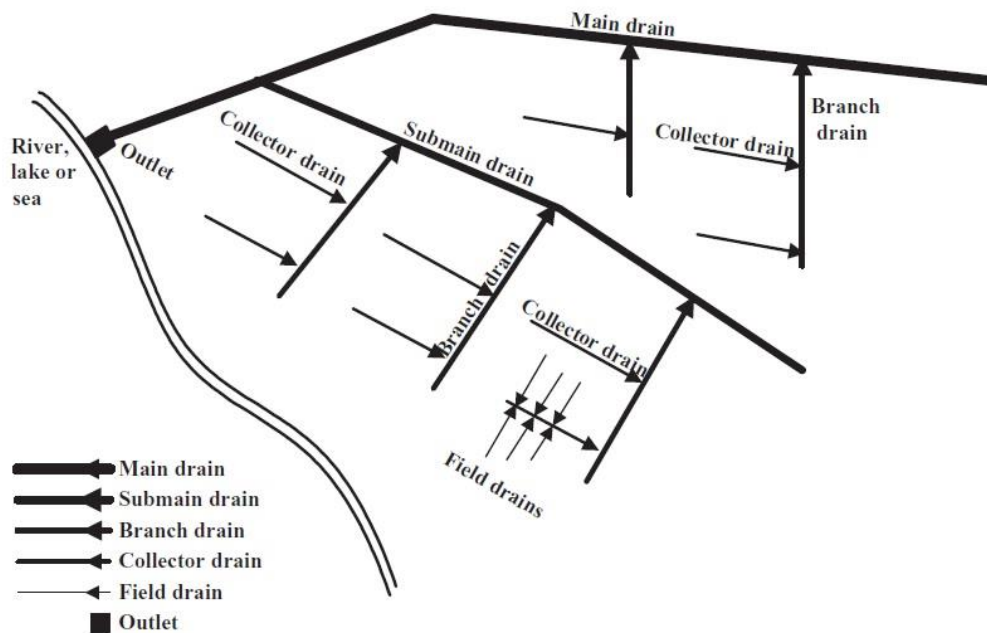 Main drain
Branch
drain
Collector drain
Submain drain
Collector drain
River,
lake or
sea
Outlet
Branch drain
Collector drain
Field drains
Main drain
Submain drain
Branch drain
Collector drain
Field drain
Outlet